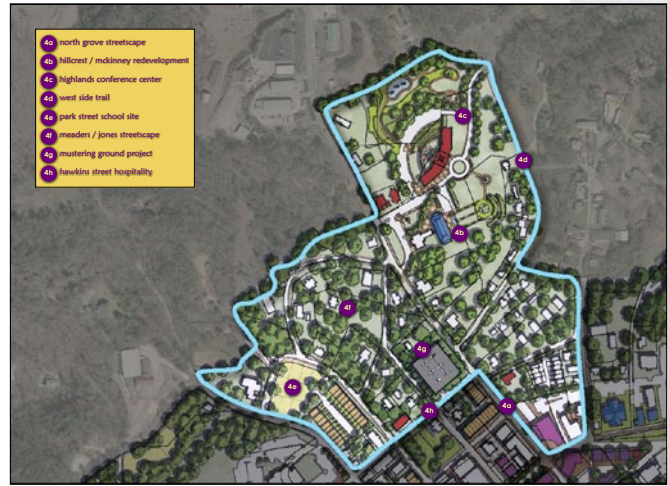 4a north grove streetscape
4b hillcrest / mckinney redevelopment
4c highlands conference center
4d west side trail
4e park street school site
4f meaders / jones streetscape
4g mustering ground project
4h hawkins street hospitality
4c
4d
4b
4f
4g
4e
4h
4a